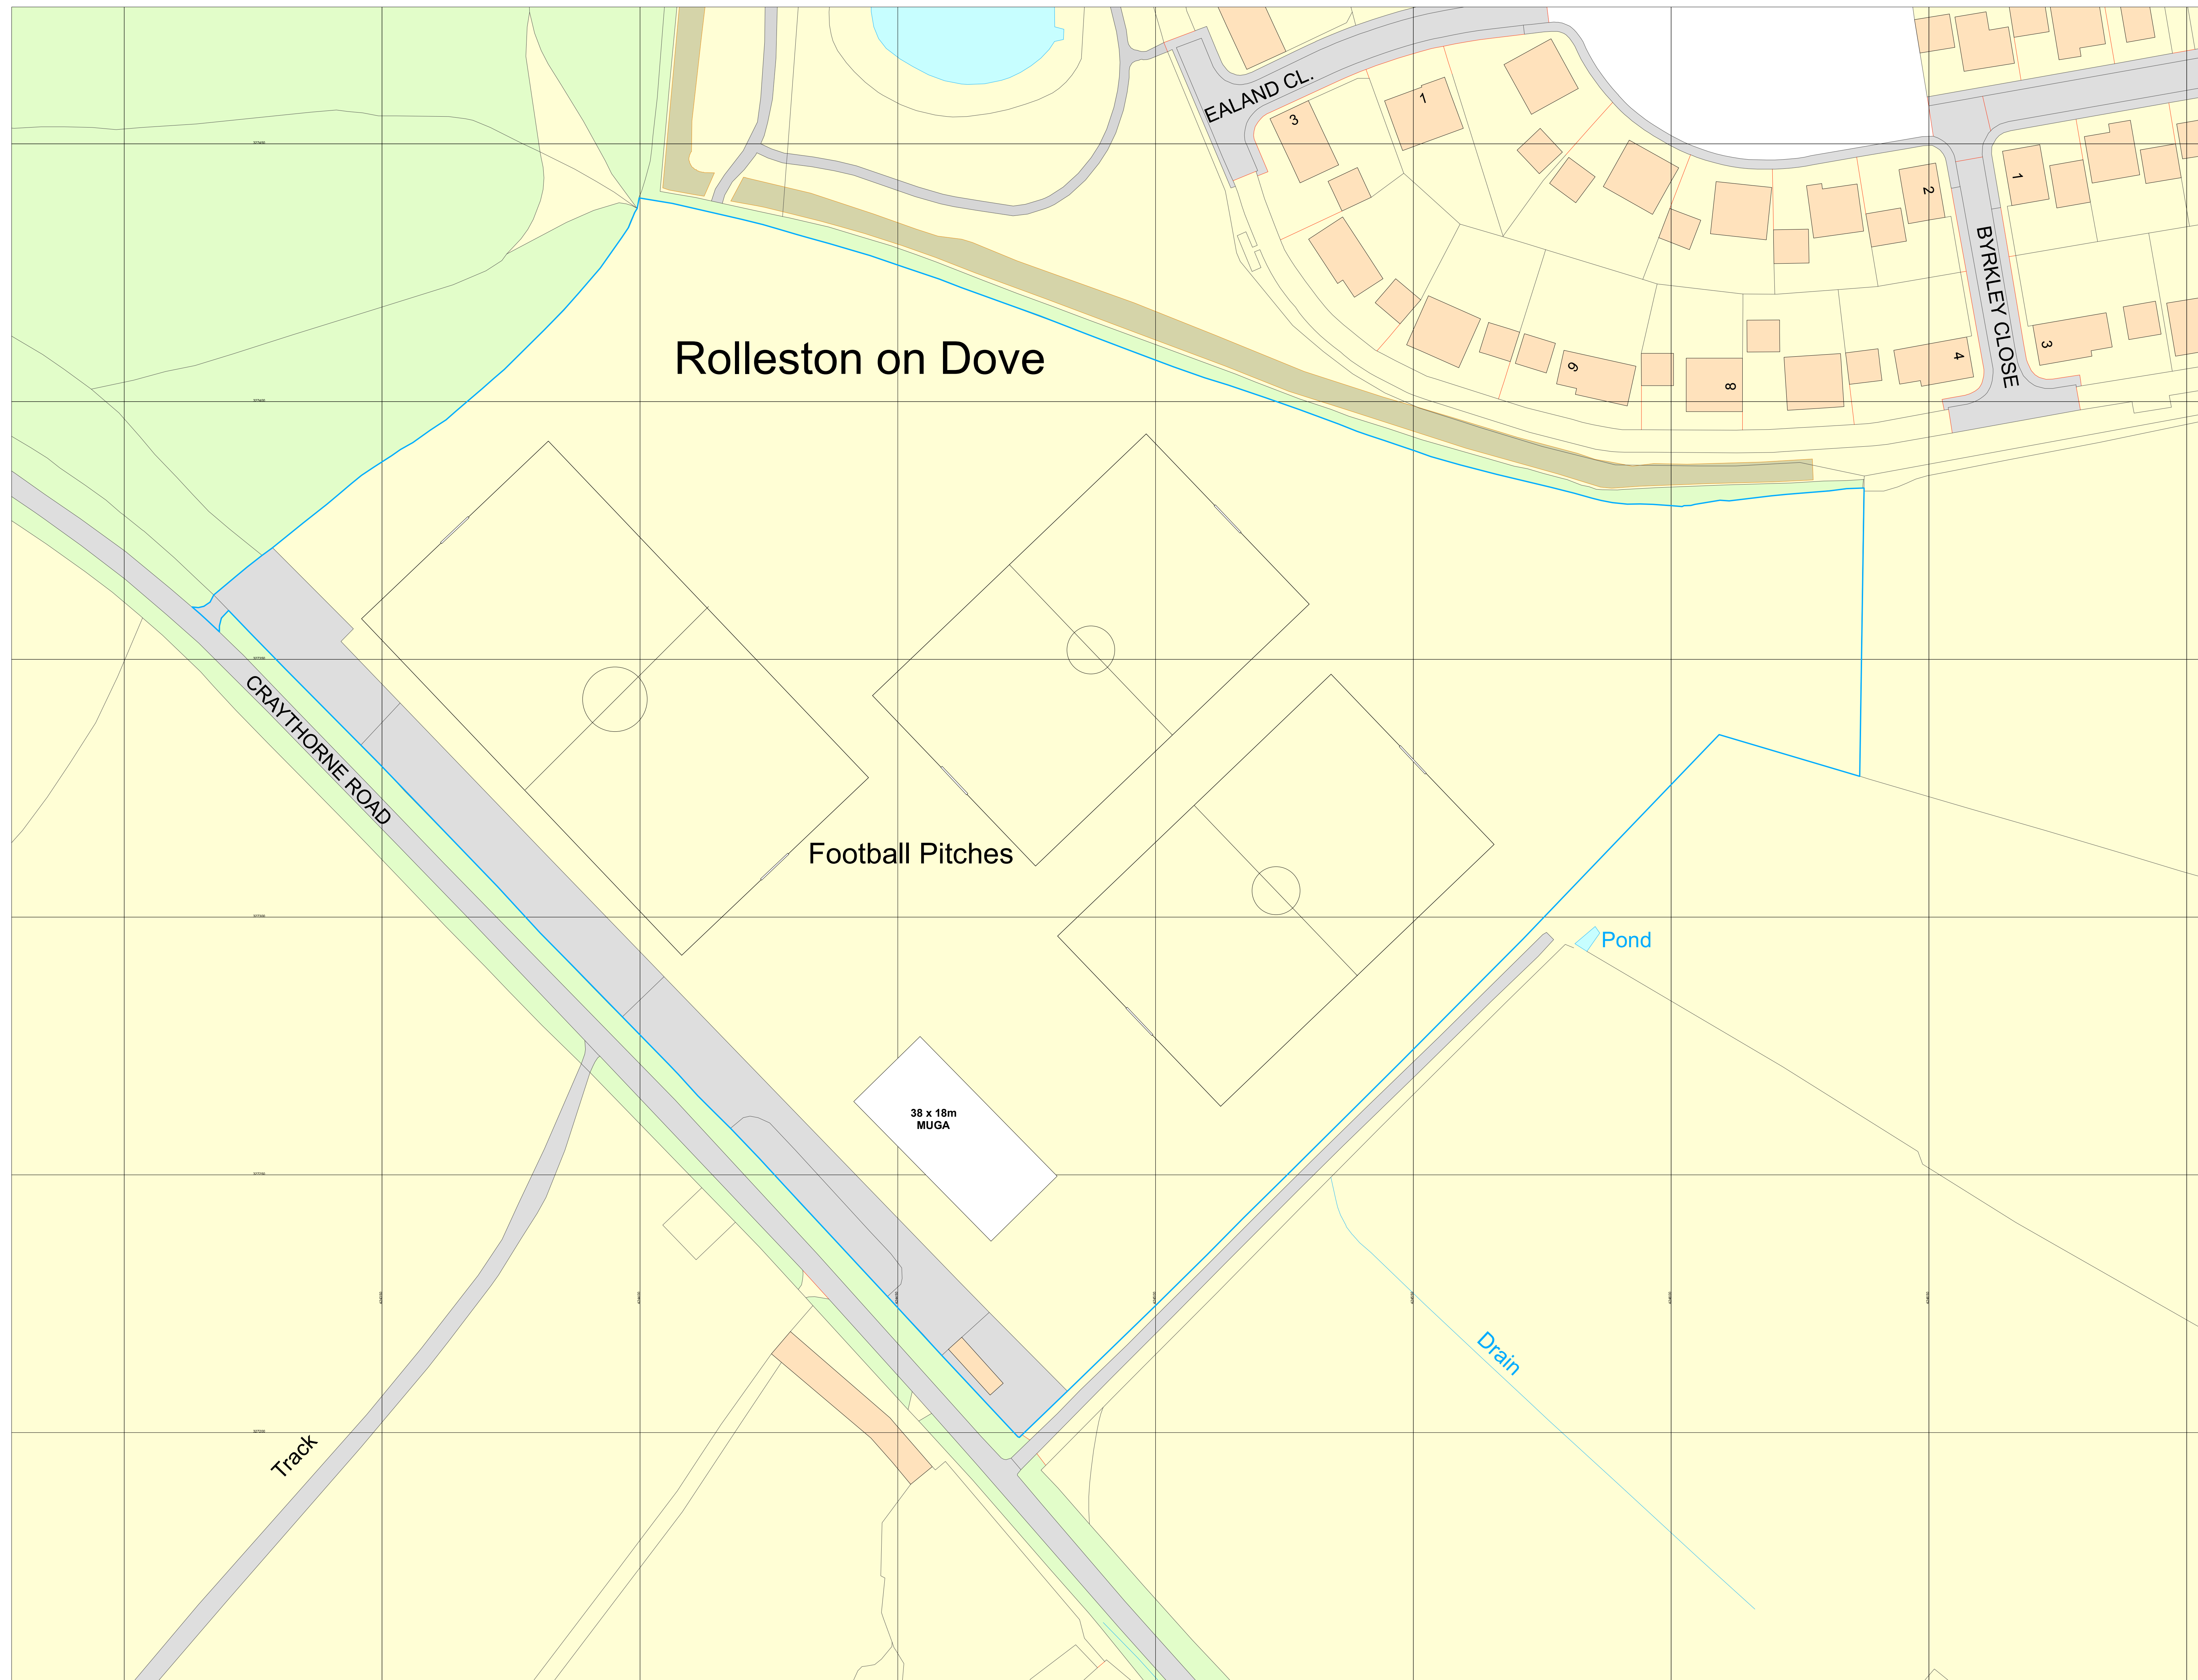 EALAND CL.
3
1
2
1
BYRKLEY CLOSE
Rolleston on Dove
6
8
4
3
CRAYTHORNE ROAD
Football Pitches
Pond
38 x 18m
MUGA
Drain
Track